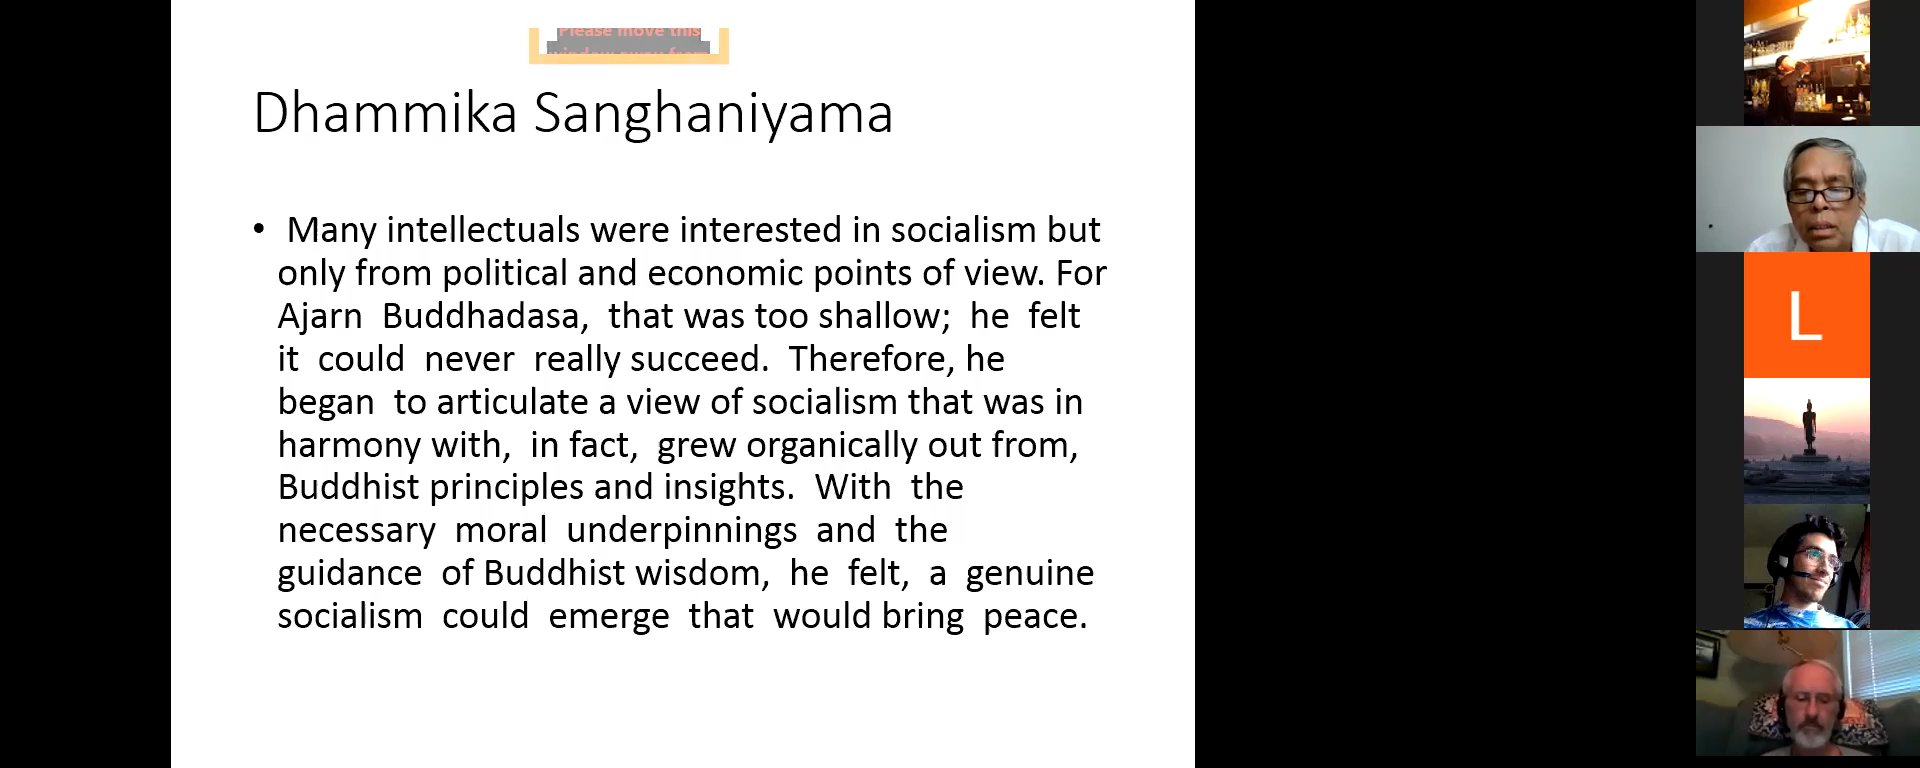 Please move this
Dhammika Sanghaniyama
• Many intellectuals were interested in socialism but
only from political and economic points of view. For
Ajarn Buddhadasa, that was too shallow; he felt
it could never really succeed. Therefore, he
began to articulate a view of socialism that was in
harmony with, in fact, grew organically out from,
Buddhist principles and insights. With the
necessary moral underpinnings and the
guidance of Buddhist wisdom, he felt, a genuine
socialism could emerge that would bring peace.
L